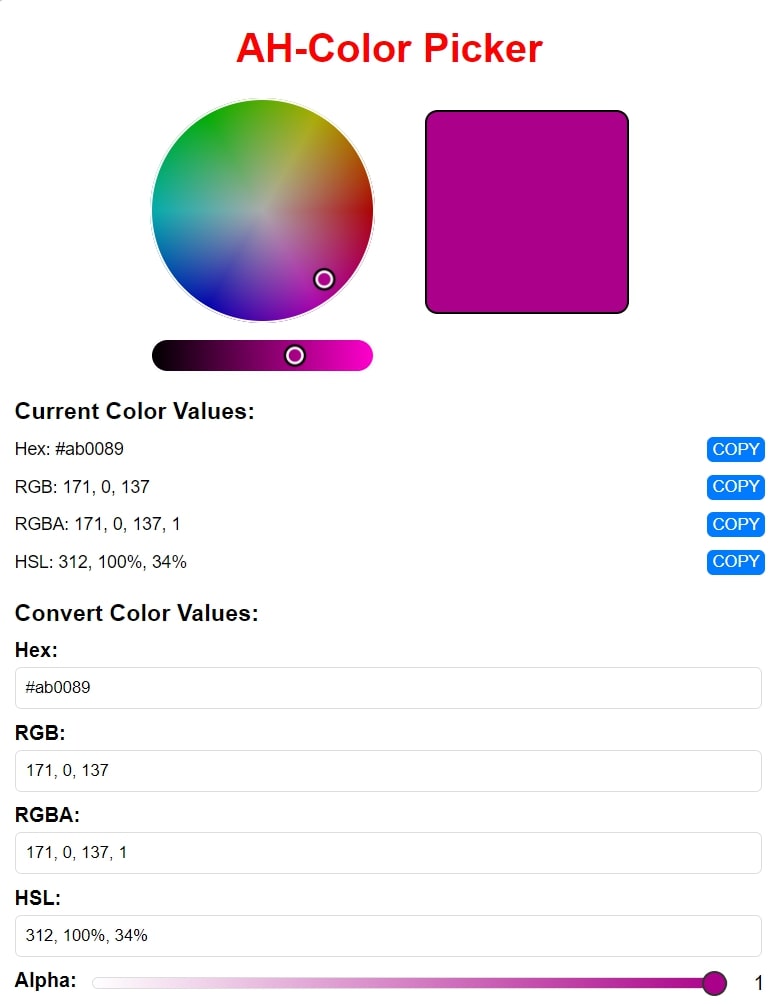 AH-Color Picker
Current Color Values:
Hex: #ab0089 COPY
RGB: 171, 0, 137 COPY
RGBA: 171, 0, 137, 1 COPY
HSL: 312, 100%, 34% COPY
Convert Color Values:
Hex:
#ab0089
RGB:
171, 0, 137
RGBA:
171, 0, 137, 1
HSL:
312, 100%, 34%
Alpha: 1